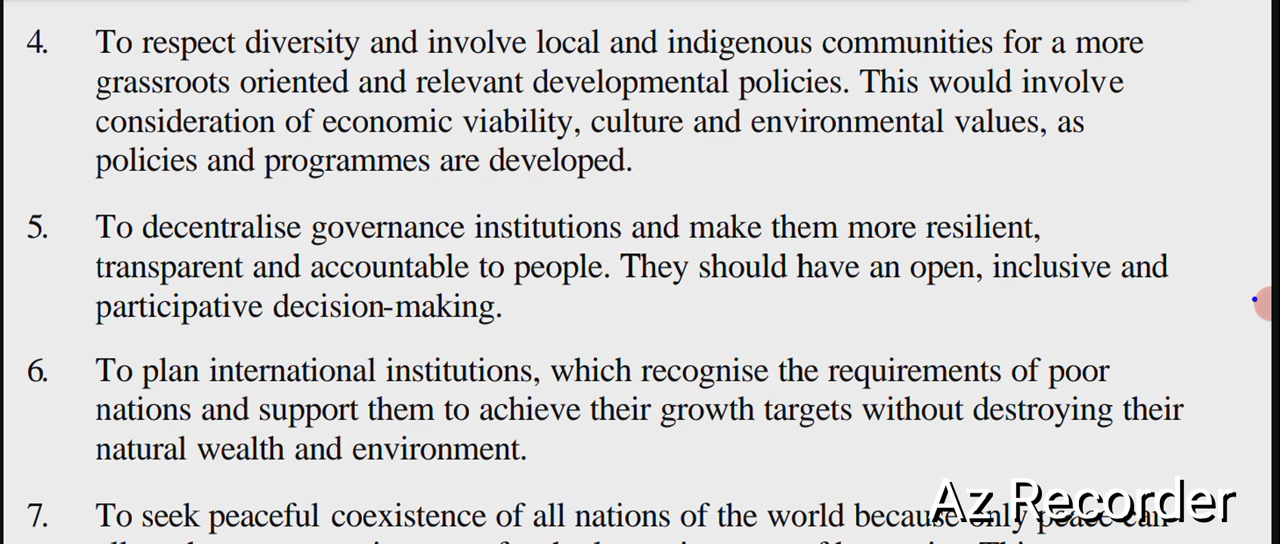 4. To respect diversity and involve local and indigenous communities for a more
grassroots oriented and relevant developmental policies. This would involve
consideration of economic viability, culture and environmental values, as
policies and programmes are developed.
5. To decentralise governance institutions and make them more resilient,
transparent and accountable to people. They should have an open, inclusive and
participative decision-making.
6. To plan international institutions, which recognise the requirements of poor
nations and support them to achieve their growth targets without destroying their
natural wealth and environment.
7. To seek peaceful coexistence of all nations of the world because only peace can
Az Recorder